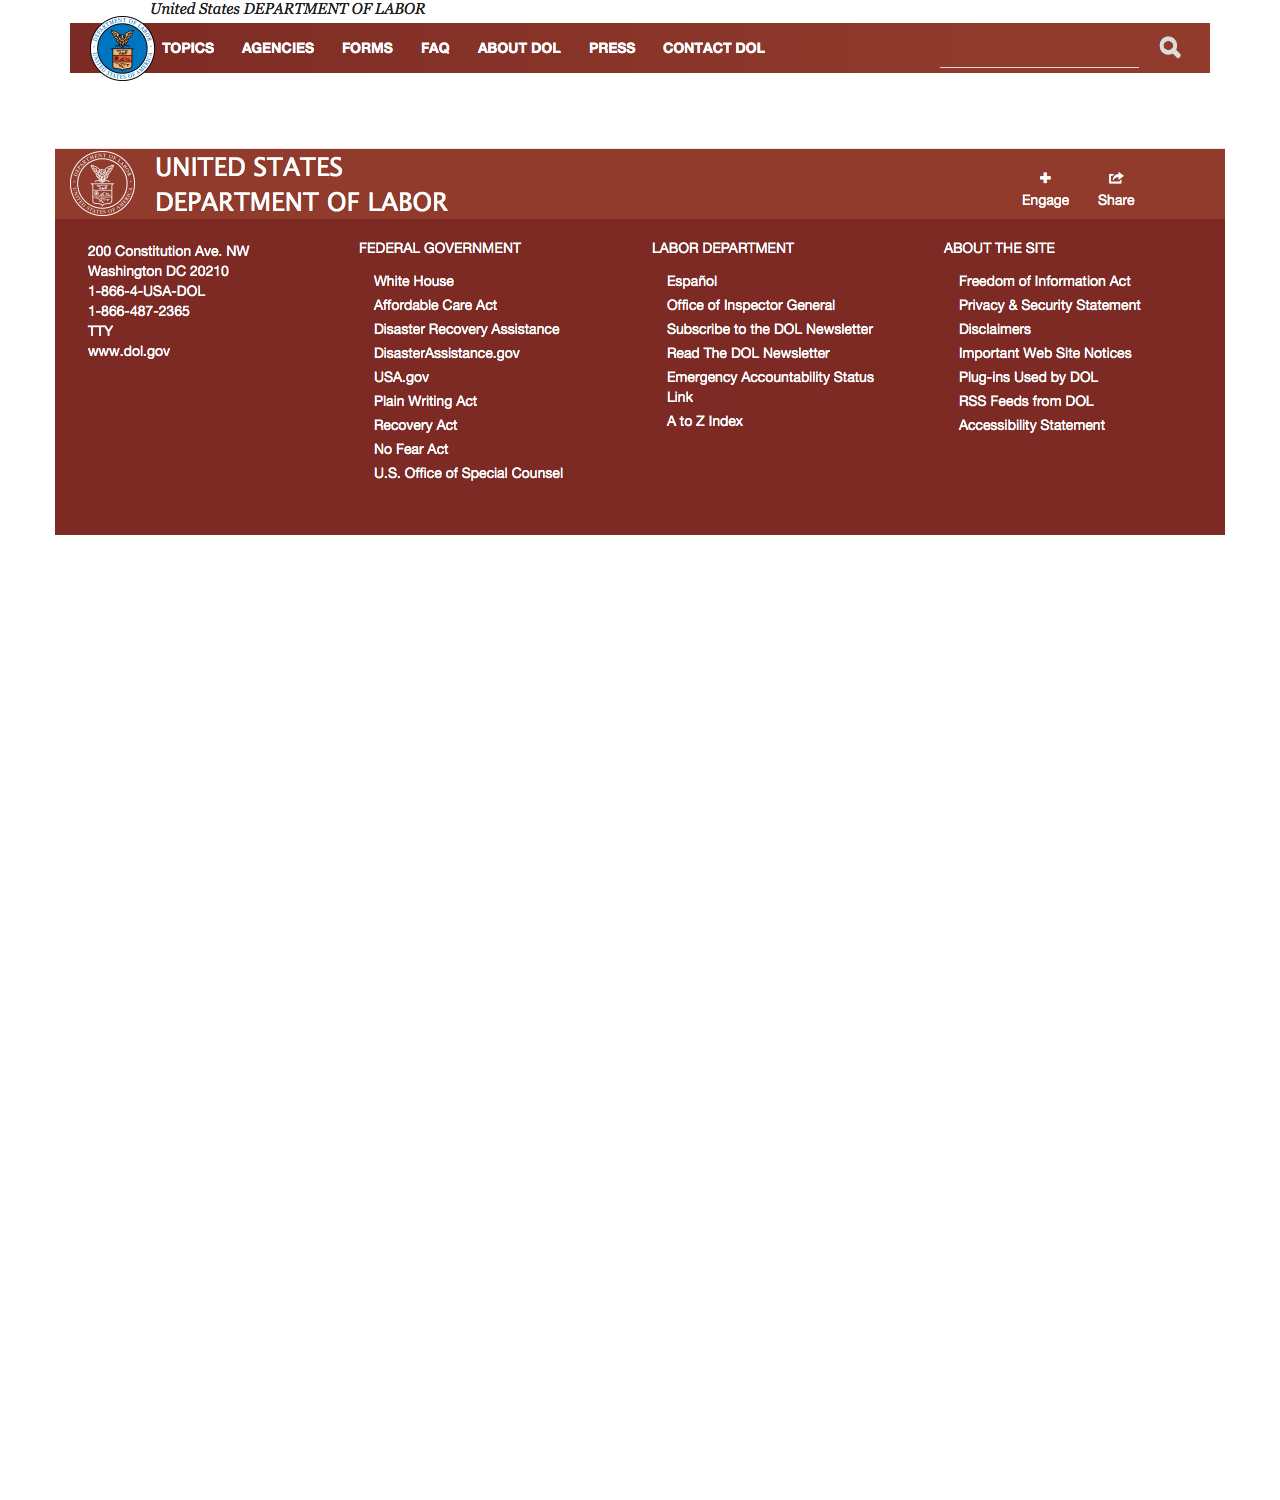 United States DEPARTMENT OF LABOR
TOPICS AGENCIES FORMS FAQ ABOUT DOL PRESS CONTACT DOL
UNITED STATES
DEPARTMENT OF LABOR
Engage Share
200 Constitution Ave. NW
Washington DC 20210
1-866-4-USA-DOL
1-866-487-2365
TTY
www.dol.gov
FEDERAL GOVERNMENT
White House
Affordable Care Act
Disaster Recovery Assistance
DisasterAssistance.gov
USA.gov
Plain Writing Act
Recovery Act
No Fear Act
U.S. Office of Special Counsel
LABOR DEPARTMENT
Español
Office of Inspector General
Subscribe to the DOL Newsletter
Read The DOL Newsletter
Emergency Accountability Status
Link
A to Z Index
ABOUT THE SITE
Freedom of Information Act
Privacy & Security Statement
Disclaimers
Important Web Site Notices
Plug-ins Used by DOL
RSS Feeds from DOL
Accessibility Statement